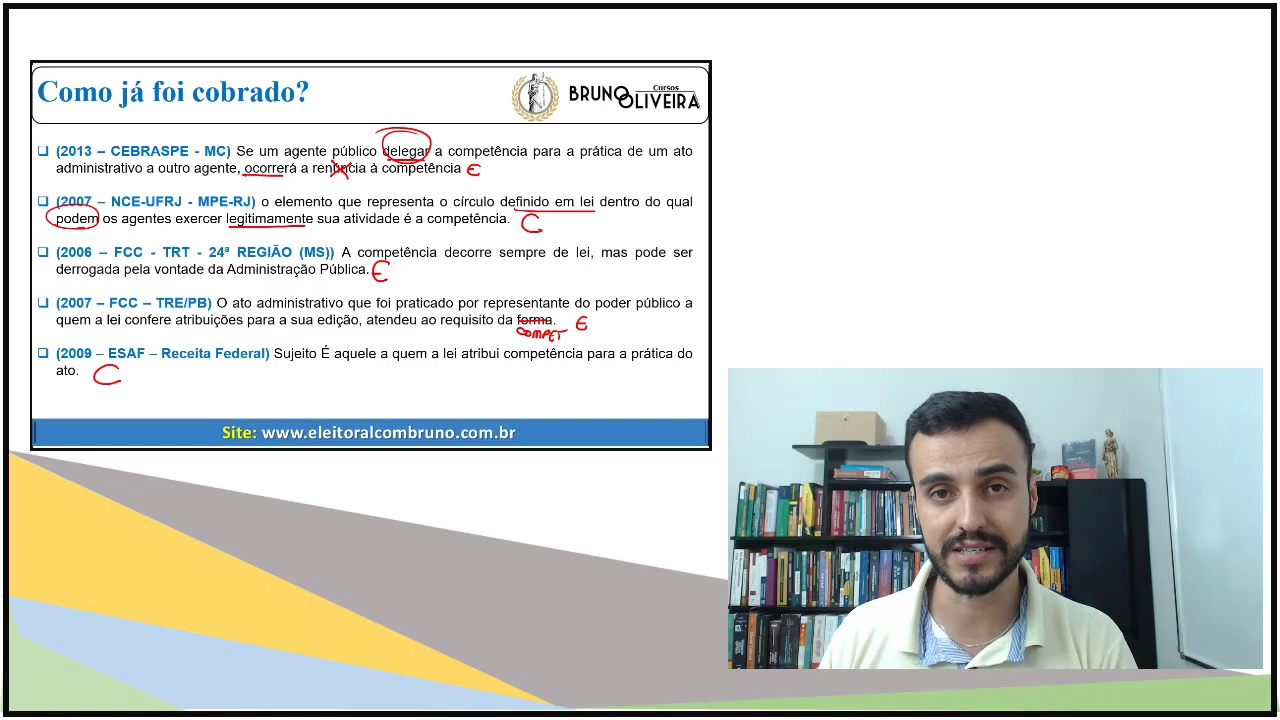 Como já foi cobrado?
Cursos
BRUNO
OLIVEIRA
❑ (2013 – CEBRASPE - MC) Se um agente público delegar a competência para a prática de um ato
administrativo a outro agente, ocorrerá a renúncia à competência E
❑ (2007 – NCE-UFRJ - MPE-RJ) o elemento que representa o círculo definido em lei dentro do qual
podem os agentes exercer legitimamente sua atividade é a competência. C
❑ (2006 – FCC - TRT - 24ª REGIÃO (MS)) A competência decorre sempre de lei, mas pode ser
derrogada pela vontade da Administração Pública. E
❑ (2007 – FCC – TRE/PB) O ato administrativo que foi praticado por representante do poder público a
quem a lei confere atribuições para a sua edição, atendeu ao requisito da forma. E
COMPET
❑ (2009 – ESAF – Receita Federal) Sujeito É aquele a quem a lei atribui competência para a prática do
ato. C
Site: www.eleitoralcombruno.com.br